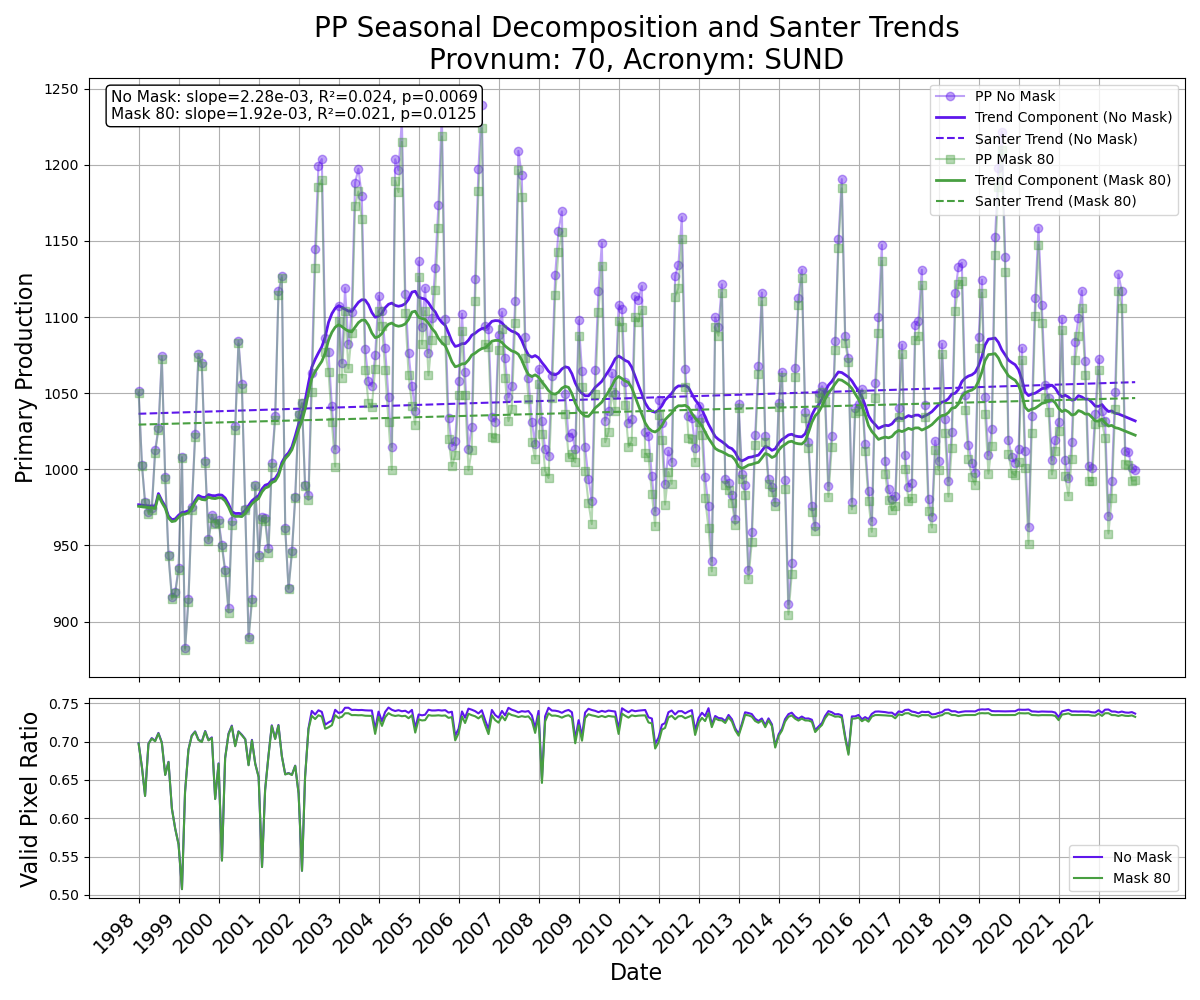 PP Seasonal Decomposition and Santer Trends
Provnum: 70, Acronym: SUND
No Mask: slope=2.28e-03, R²=0.024, p=0.0069
Mask 80: slope=1.92e-03, R²=0.021, p=0.0125
PP No Mask
Trend Component (No Mask)
Santer Trend (No Mask)
PP Mask 80
Trend Component (Mask 80)
Santer Trend (Mask 80)
Primary Production
1250
1200
1150
1100
1050
1000
950
900
Valid Pixel Ratio
0.75
0.70
0.65
0.60
0.55
0.50
No Mask
Mask 80
1998
1999
2000
2001
2002
2003
2004
2005
2006
2007
2008
2009
2010
2011
2012
2013
2014
2015
2016
2017
2018
2019
2020
2021
2022
Date